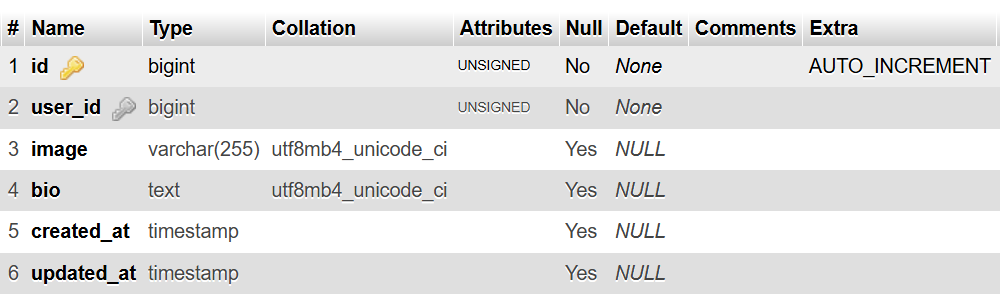 # Name Type Collation Attributes Null Default Comments Extra
1 id bigint UNSIGNED No None AUTO_INCREMENT
2 user_id bigint UNSIGNED No None
3 image varchar(255) utf8mb4_unicode_ci Yes NULL
4 bio text utf8mb4_unicode_ci Yes NULL
5 created_at timestamp Yes NULL
6 updated_at timestamp Yes NULL